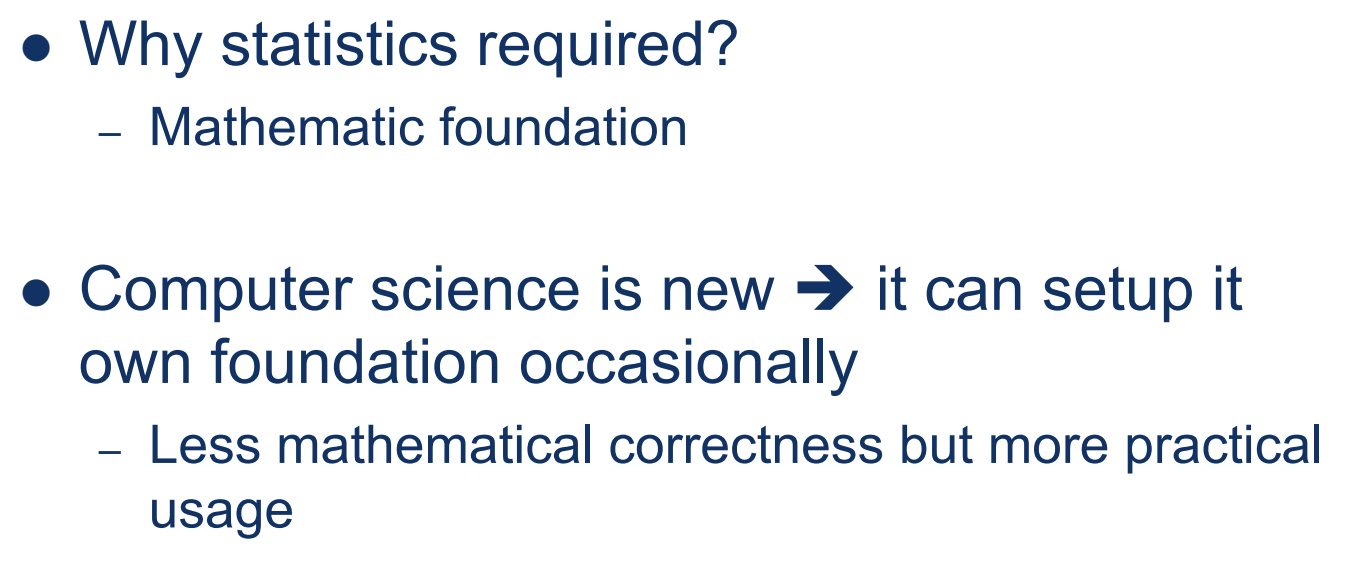 ● Why statistics required?
– Mathematic foundation
● Computer science is new ➔ it can setup it
own foundation occasionally
– Less mathematical correctness but more practical
usage